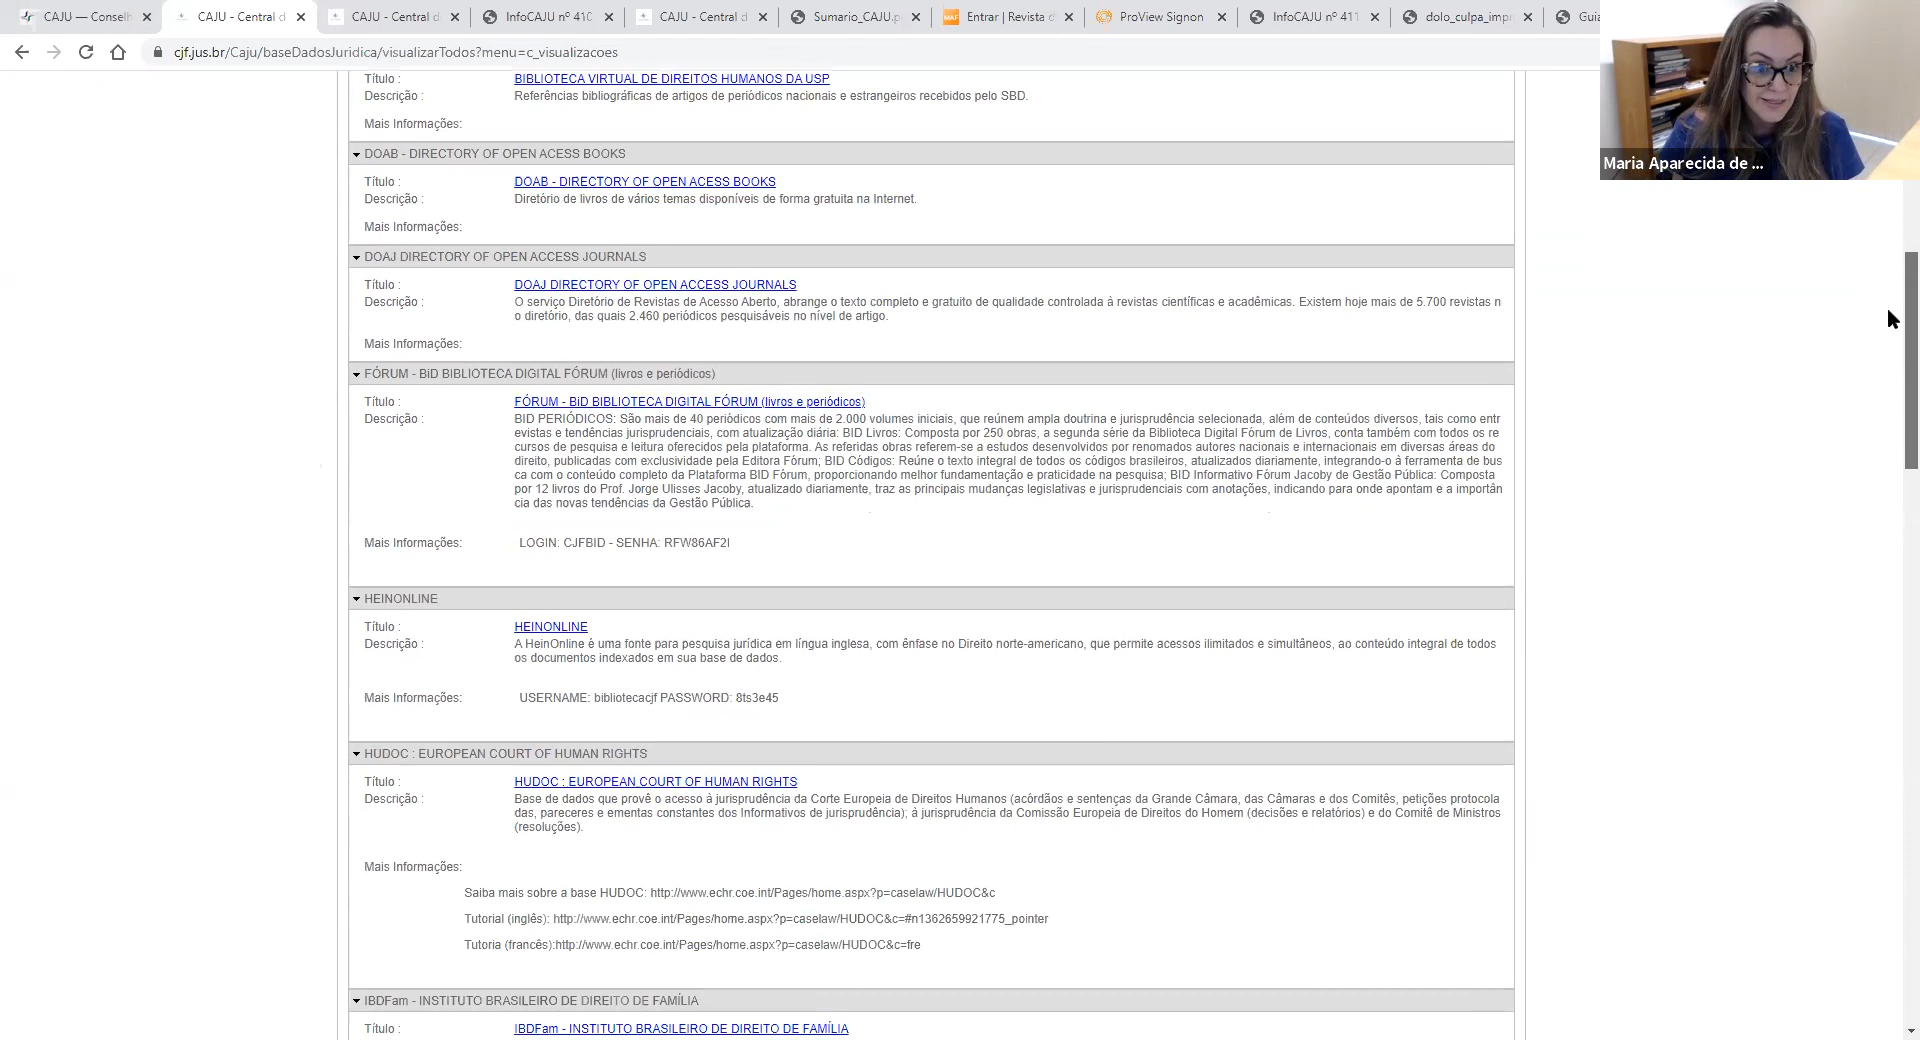 CAJU — Conselh
CAJU - Central d
CAJU - Central d
InfoCAJU nº 410
CAJU - Central d
Sumario_CAJU.p
Entrar | Revista d
ProView Signon
InfoCAJU nº 411
dolo_culpa_imp
Guia
cjf.jus.br/Caju/baseDadosJuridica/visualizarTodos?menu=c_visualizacoes
Maria Aparecida de ...
Título : BIBLIOTECA VIRTUAL DE DIREITOS HUMANOS DA USP
Descrição : Referências bibliográficas de artigos de periódicos nacionais e estrangeiros recebidos pelo SBD.
Mais Informações:
DOAB - DIRECTORY OF OPEN ACESS BOOKS
Título : DOAB - DIRECTORY OF OPEN ACESS BOOKS
Descrição : Diretório de livros de vários temas disponíveis de forma gratuita na Internet.
Mais Informações:
DOAJ DIRECTORY OF OPEN ACCESS JOURNALS
Título : DOAJ DIRECTORY OF OPEN ACCESS JOURNALS
Descrição : O serviço Diretório de Revistas de Acesso Aberto, abrange o texto completo e gratuito de qualidade controlada à revistas científicas e acadêmicas. Existem hoje mais de 5.700 revistas n
o diretório, das quais 2.460 periódicos pesquisáveis no nível de artigo.
Mais Informações:
FÓRUM - BiD BIBLIOTECA DIGITAL FÓRUM (livros e periódicos)
Título : FÓRUM - BiD BIBLIOTECA DIGITAL FÓRUM (livros e periódicos)
Descrição : BID PERIÓDICOS: São mais de 40 periódicos com mais de 2.000 volumes iniciais, que reúnem ampla doutrina e jurisprudência selecionada, além de conteúdos diversos, tais como entr
evistas e tendências jurisprudenciais, com atualização diária: BID Livros: Composta por 250 obras, a segunda série da Biblioteca Digital Fórum de Livros, conta também com todos os re
cursos de pesquisa e leitura oferecidos pela plataforma. As referidas obras referem-se a estudos desenvolvidos por renomados autores nacionais e internacionais em diversas áreas do
direito, publicadas com exclusividade pela Editora Fórum; BID Códigos: Reúne o texto integral de todos os códigos brasileiros, atualizados diariamente, integrando-o à ferramenta de bus
ca com o conteúdo completo da Plataforma BID Fórum, proporcionando melhor fundamentação e praticidade na pesquisa; BID Informativo Fórum Jacoby de Gestão Pública: Composta
por 12 livros do Prof. Jorge Ulisses Jacoby, atualizado diariamente, traz as principais mudanças legislativas e jurisprudenciais com anotações, indicando para onde apontam e a importân
cia das novas tendências da Gestão Pública.
Mais Informações: LOGIN: CJFBID - SENHA: RFW86AF2I
HEINONLINE
Título : HEINONLINE
Descrição : A HeinOnline é uma fonte para pesquisa jurídica em língua inglesa, com ênfase no Direito norte-americano, que permite acessos ilimitados e simultâneos, ao conteúdo integral de todos
os documentos indexados em sua base de dados.
Mais Informações: USERNAME: bibliotecacjf PASSWORD: 8ts3e45
HUDOC : EUROPEAN COURT OF HUMAN RIGHTS
Título : HUDOC : EUROPEAN COURT OF HUMAN RIGHTS
Descrição : Base de dados que provê o acesso à jurisprudência da Corte Europeia de Direitos Humanos (acórdãos e sentenças da Grande Câmara, das Câmaras e dos Comitês, petições protocola
das, pareceres e ementas constantes dos Informativos de jurisprudência); à jurisprudência da Comissão Europeia de Direitos do Homem (decisões e relatórios) e do Comitê de Ministros
(resoluções).
Mais Informações:
Saiba mais sobre a base HUDOC: http://www.echr.coe.int/Pages/home.aspx?p=caselaw/HUDOC&c
Tutorial (inglês): http://www.echr.coe.int/Pages/home.aspx?p=caselaw/HUDOC&c=#n1362659921775_pointer
Tutoria (francês):http://www.echr.coe.int/Pages/home.aspx?p=caselaw/HUDOC&c=fre
IBDFam - INSTITUTO BRASILEIRO DE DIREITO DE FAMÍLIA
Título : IBDFam - INSTITUTO BRASILEIRO DE DIREITO DE FAMÍLIA